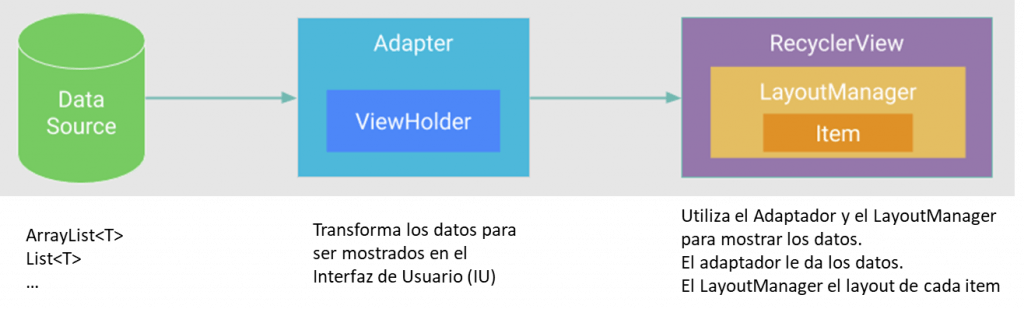 Data
Source
Adapter
ViewHolder
RecyclerView
LayoutManager
Item
ArrayList<T>
List<T>
...
Transforma los datos para
ser mostrados en el
Interfaz de Usuario (IU)
Utiliza el Adaptador y el LayoutManager
para mostrar los datos.
El adaptador le da los datos.
El LayoutManager el layout de cada item